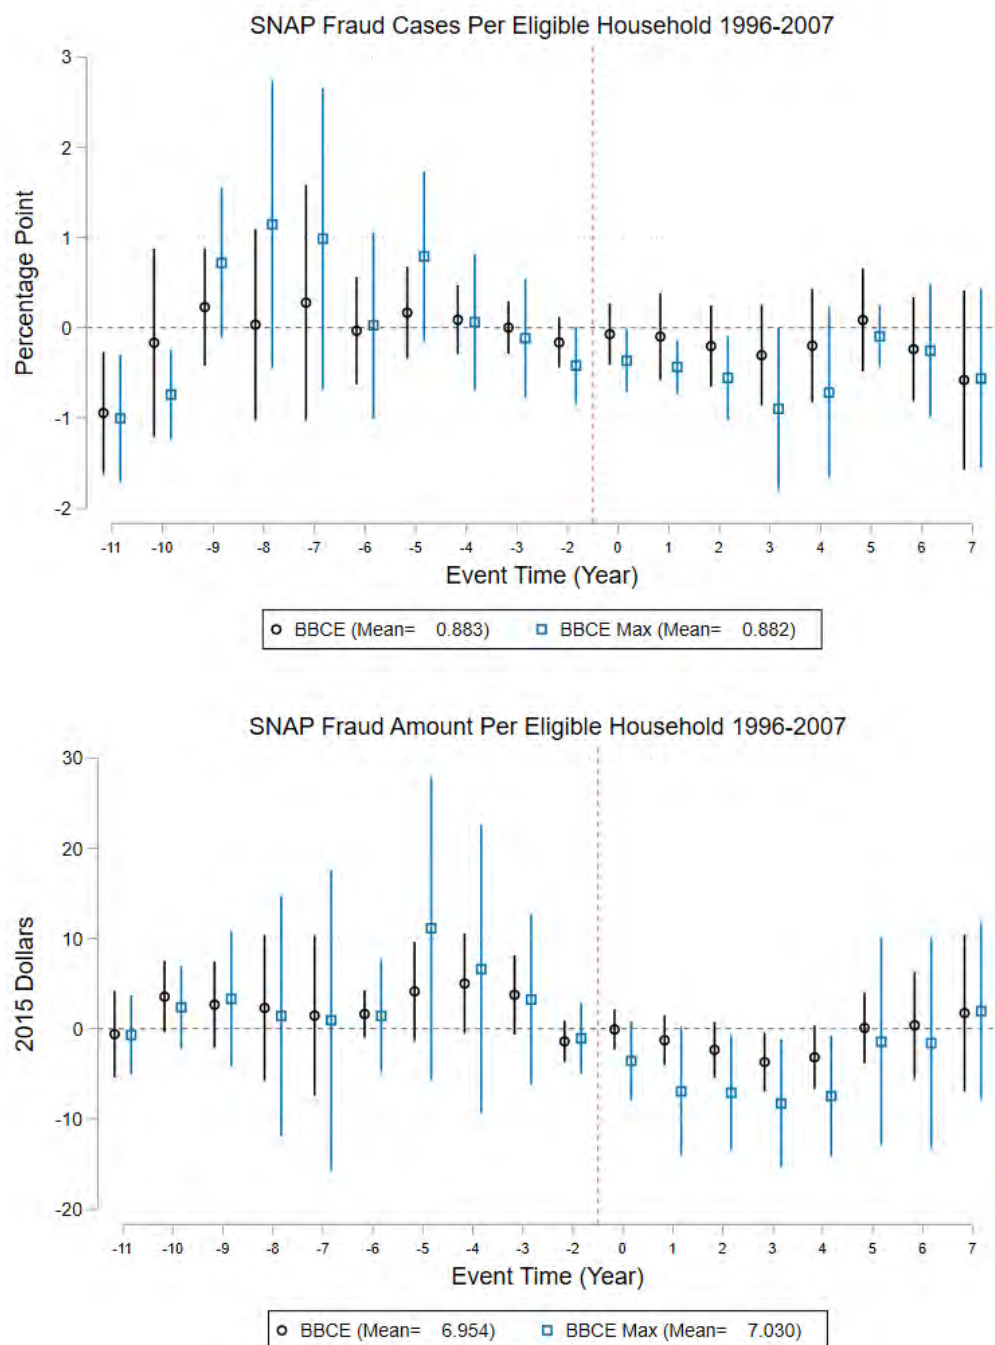 SNAP Fraud Cases Per Eligible Household 1996-2007
3
2
1
0
-1
-2
Percentage Point
-11 -10 -9 -8 -7 -6 -5 -4 -3 -2 0 1 2 3 4 5 6 7
Event Time (Year)
BBCE (Mean= 0.883) BBCE Max (Mean= 0.882)
SNAP Fraud Amount Per Eligible Household 1996-2007
30
20
10
0
-10
-20
2015 Dollars
-11 -10 -9 -8 -7 -6 -5 -4 -3 -2 0 1 2 3 4 5 6 7
Event Time (Year)
BBCE (Mean= 6.954) BBCE Max (Mean= 7.030)